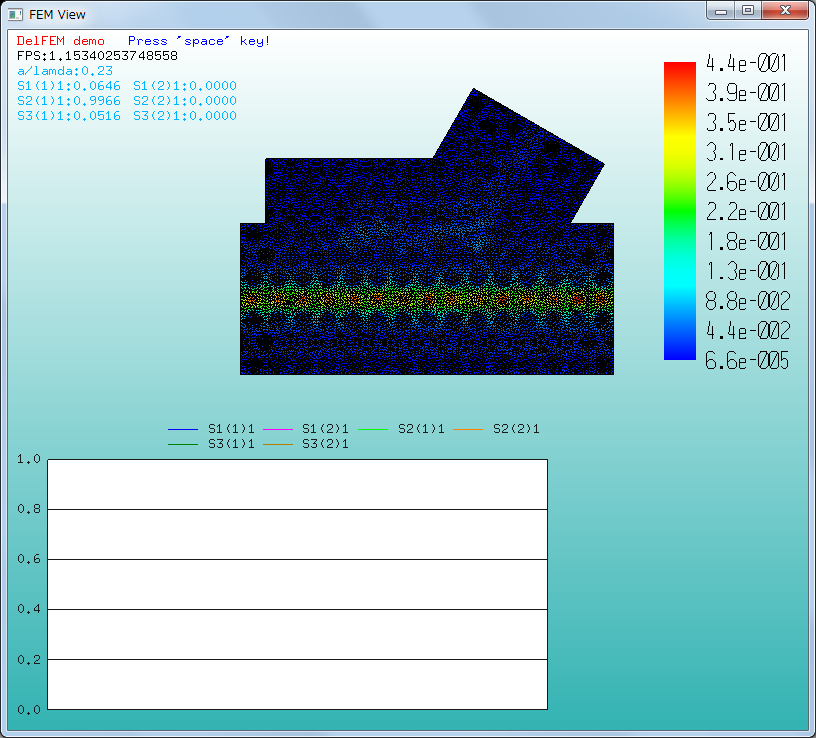 FEM View
DelFEM demo   Press "space" key!
FPS:1.15340253748558
a/lamda:0.23
S1(1)1:0.0646 S1(2)1:0.0000
S2(1)1:0.9966 S2(2)1:0.0000
S3(1)1:0.0516 S3(2)1:0.0000
4.4e-001
3.9e-001
3.5e-001
3.1e-001
2.6e-001
2.2e-001
1.8e-001
1.3e-001
8.8e-002
4.4e-002
6.6e-005
S1(1)1 S1(2)1 S2(1)1 S2(2)1
S3(1)1 S3(2)1
1.0
0.8
0.6
0.4
0.2
0.0